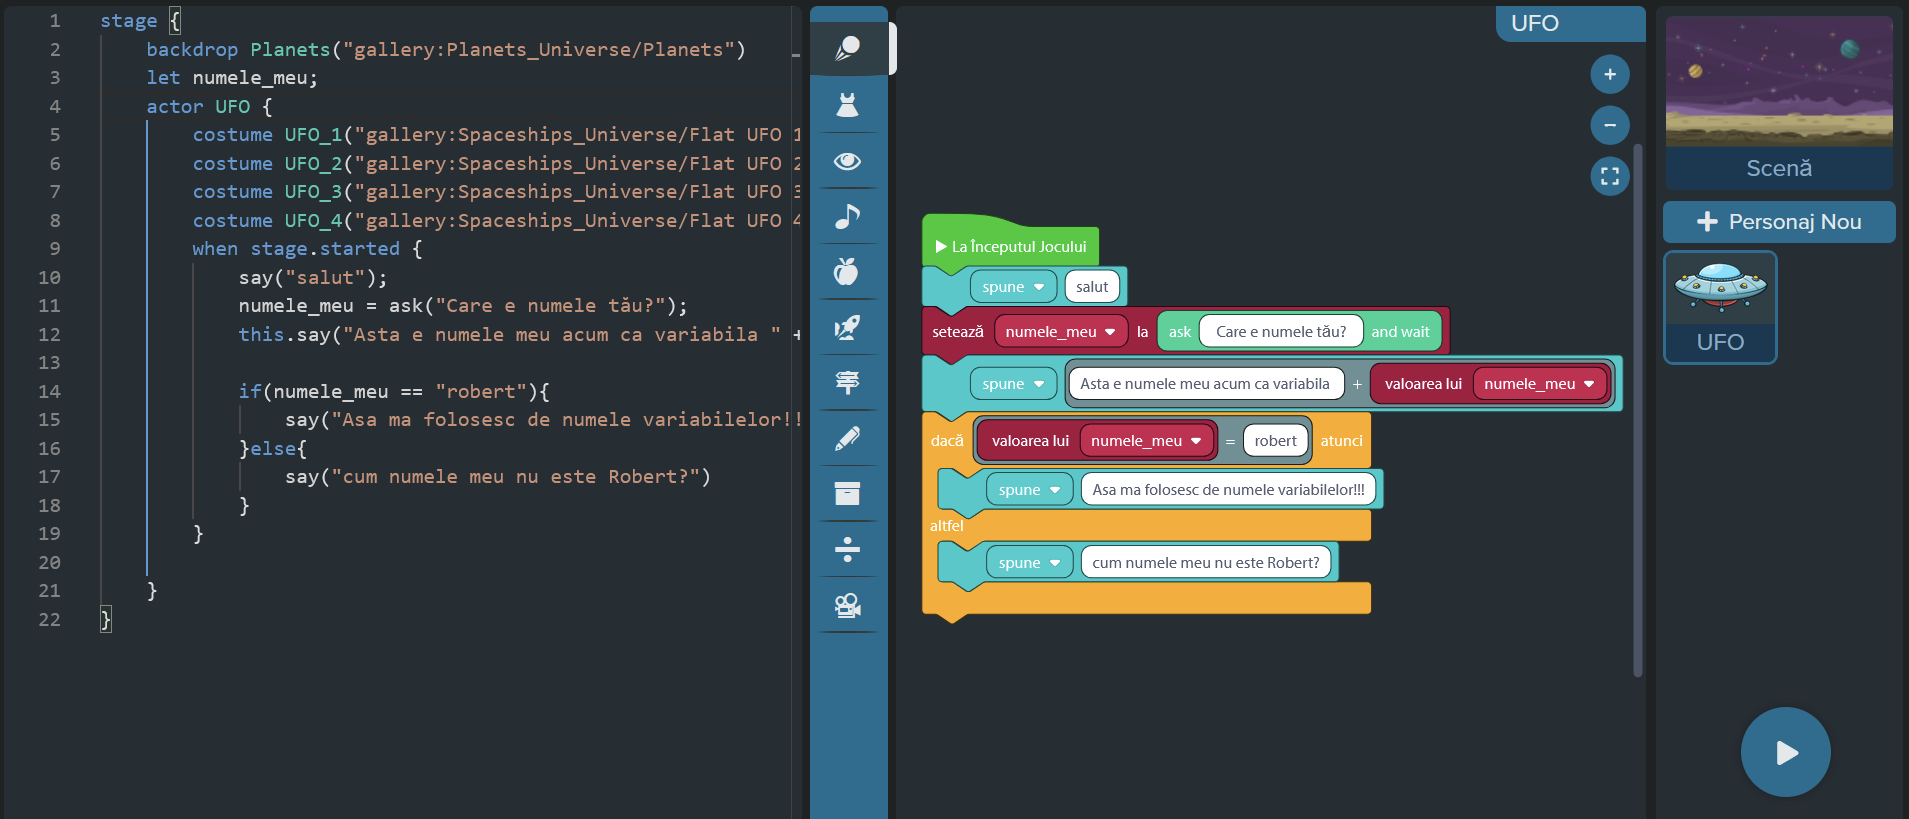 1 stage {
2 backdrop Planets("gallery:Planets_Universe/Planets")
3 let numele_meu;
4 actor UFO {
5 costume UFO_1("gallery:Spaceships_Universe/Flat UFO 1
6 costume UFO_2("gallery:Spaceships_Universe/Flat UFO 2
7 costume UFO_3("gallery:Spaceships_Universe/Flat UFO 3
8 costume UFO_4("gallery:Spaceships_Universe/Flat UFO 4
9 when stage.started {
10 say("salut");
11 numele_meu = ask("Care e numele tău?");
12 this.say("Asta e numele meu acum ca variabila " +
13
14 if(numele_meu == "robert"){
15 say("Asa ma folosesc de numele variabilelor!!
16 }else{
17 say("cum numele meu nu este Robert?")
18 }
19 }
20
21 }
22 }
UFO
+
−
La Începutul Jocului
spune salut
setează numele_meu la ask Care e numele tău? and wait
spune Asta e numele meu acum ca variabila + valoarea lui numele_meu
dacă valoarea lui numele_meu = robert atunci
spune Asa ma folosesc de numele variabilelor!!!
altfel
spune cum numele meu nu este Robert?
Scenă
+ Personaj Nou
UFO